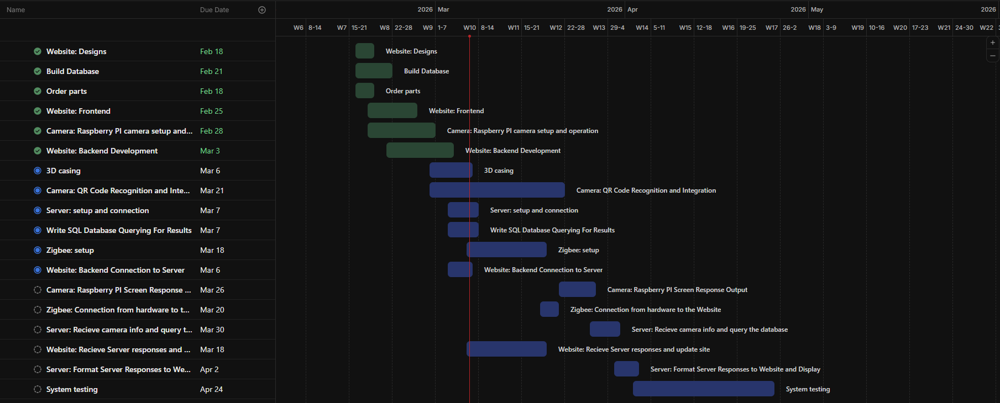 Name Due Date
2026 Mar 2026 Apr 2026 May 2026
W6 8-14 W7 15-21 W8 22-28 W9 1-7 W10 8-14 W11 15-21 W12 22-28 W13 29-4 W14 5-11 W15 12-18 W16 19-25 W17 26-2 W18 3-9 W19 10-16 W20 17-23 W21 24-30 W22
Website: Designs Feb 18 Website: Designs
Build Database Feb 21 Build Database
Order parts Feb 18 Order parts
Website: Frontend Feb 25 Website: Frontend
Camera: Raspberry PI camera setup and... Feb 28 Camera: Raspberry PI camera setup and operation
Website: Backend Development Mar 3 Website: Backend Development
3D casing Mar 6 3D casing
Camera: QR Code Recognition and Inte... Mar 21 Camera: QR Code Recognition and Integration
Server: setup and connection Mar 7 Server: setup and connection
Write SQL Database Querying For Results Mar 7 Write SQL Database Querying For Results
Zigbee: setup Mar 18 Zigbee: setup
Website: Backend Connection to Server Mar 6 Website: Backend Connection to Server
Camera: Raspberry PI Screen Response ... Mar 26 Camera: Raspberry PI Screen Response Output
Zigbee: Connection from hardware to t... Mar 20 Zigbee: Connection from hardware to the Website
Server: Recieve camera info and query t... Mar 30 Server: Recieve camera info and query the database
Website: Recieve Server responses and ... Mar 18 Website: Recieve Server responses and update site
Server: Format Server Responses to We... Apr 2 Server: Format Server Responses to Website and Display
System testing Apr 24 System testing